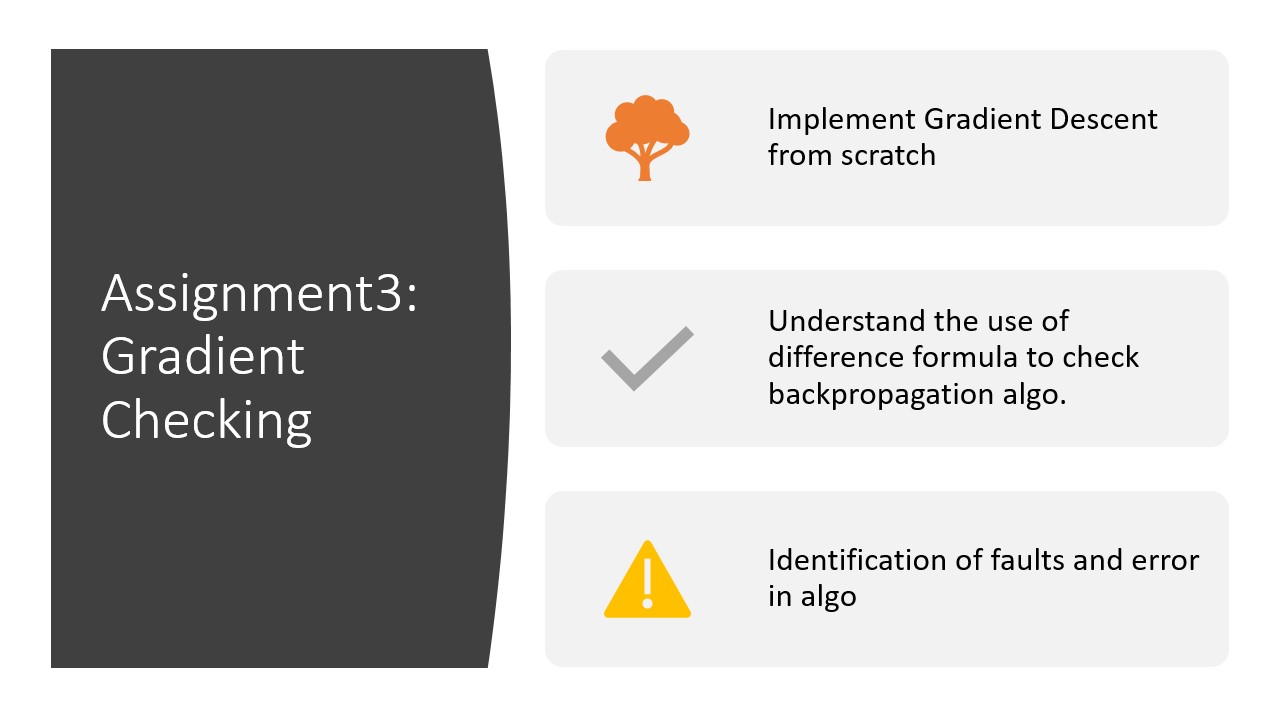 Assignment3:
Gradient
Checking
Implement Gradient Descent
from scratch
Understand the use of
difference formula to check
backpropagation algo.
Identification of faults and error
in algo